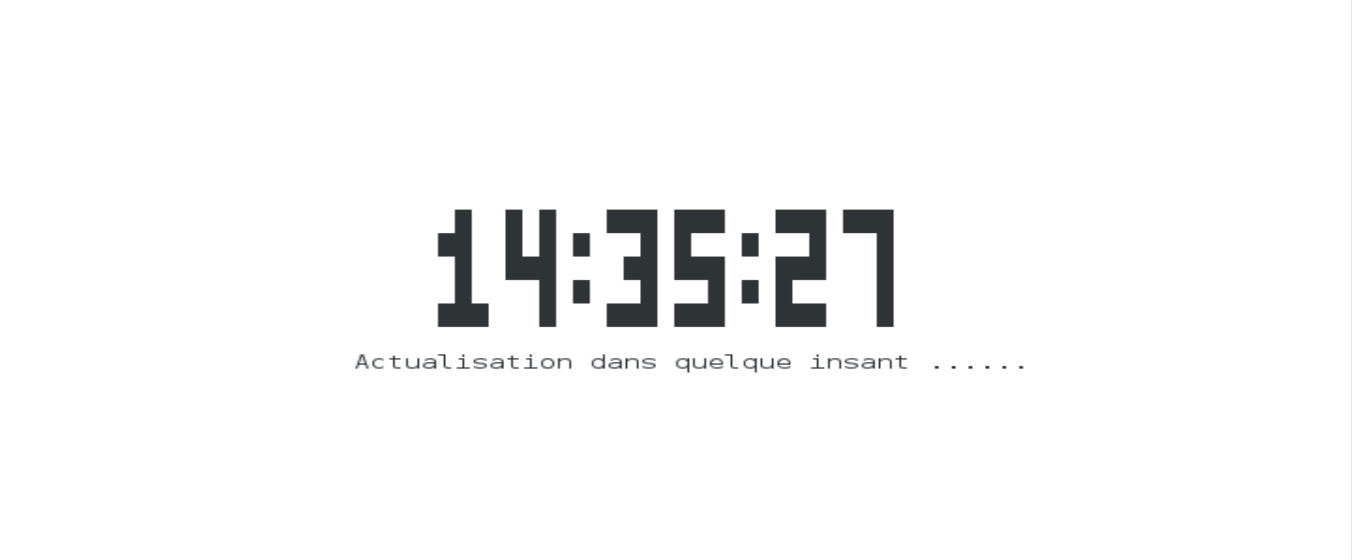 14:35:27
Actualisation dans quelque insant ......